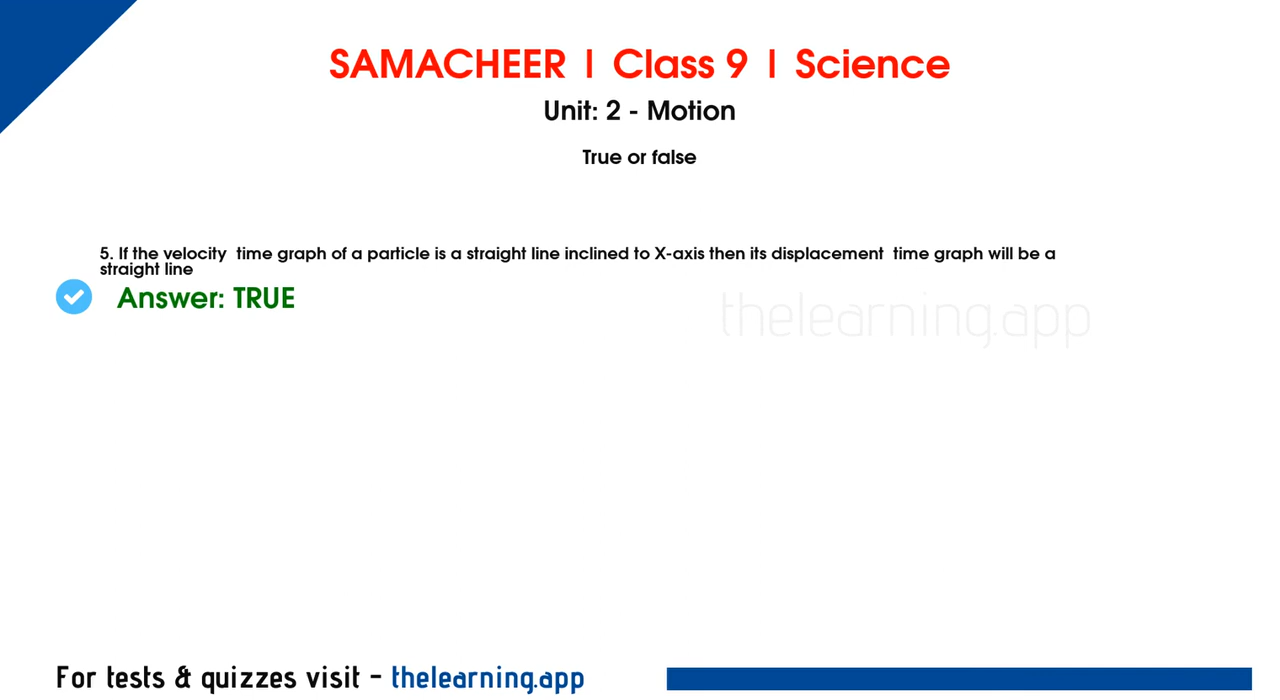 SAMACHEER | Class 9 | Science
Unit: 2 - Motion
True or false
5. If the velocity  time graph of a particle is a straight line inclined to X-axis then its displacement  time graph will be a
straight line
Answer: TRUE
thelearning.app
For tests & quizzes visit - thelearning.app